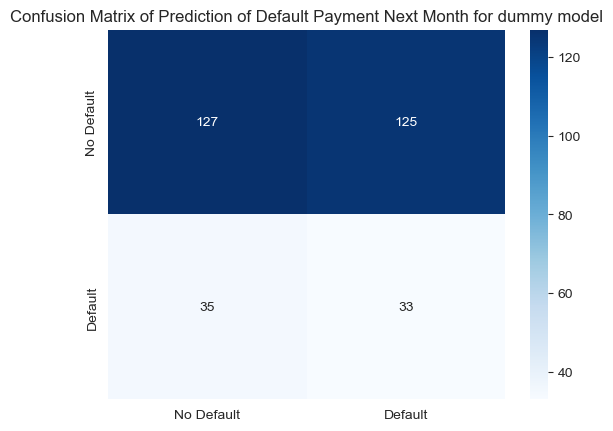 Confusion Matrix of Prediction of Default Payment Next Month for dummy model
No Default
127
125
Default
35
33
No Default
Default
120
100
80
60
40